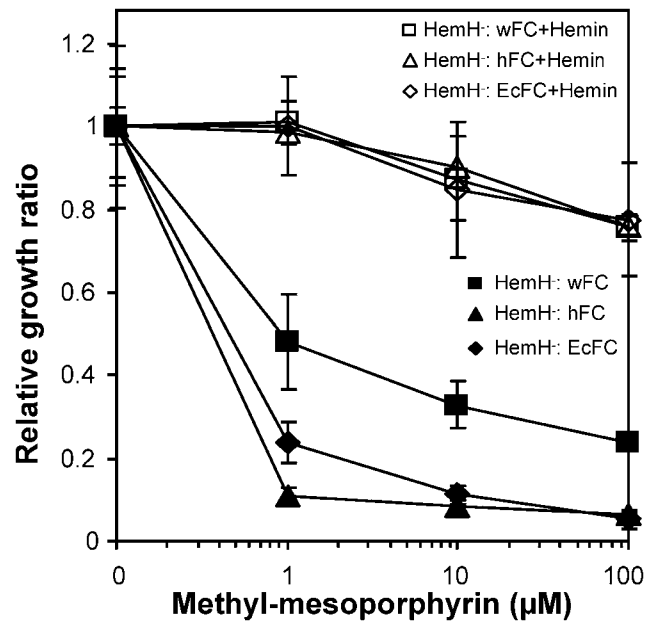 HemH⁻: wFC+Hemin
HemH⁻: hFC+Hemin
HemH⁻: EcFC+Hemin
1.2
1
0.8
0.6
0.4
0.2
0
HemH⁻: wFC
HemH⁻: hFC
HemH⁻: EcFC
Relative growth ratio
0 1 10 100
Methyl-mesoporphyrin (µM)